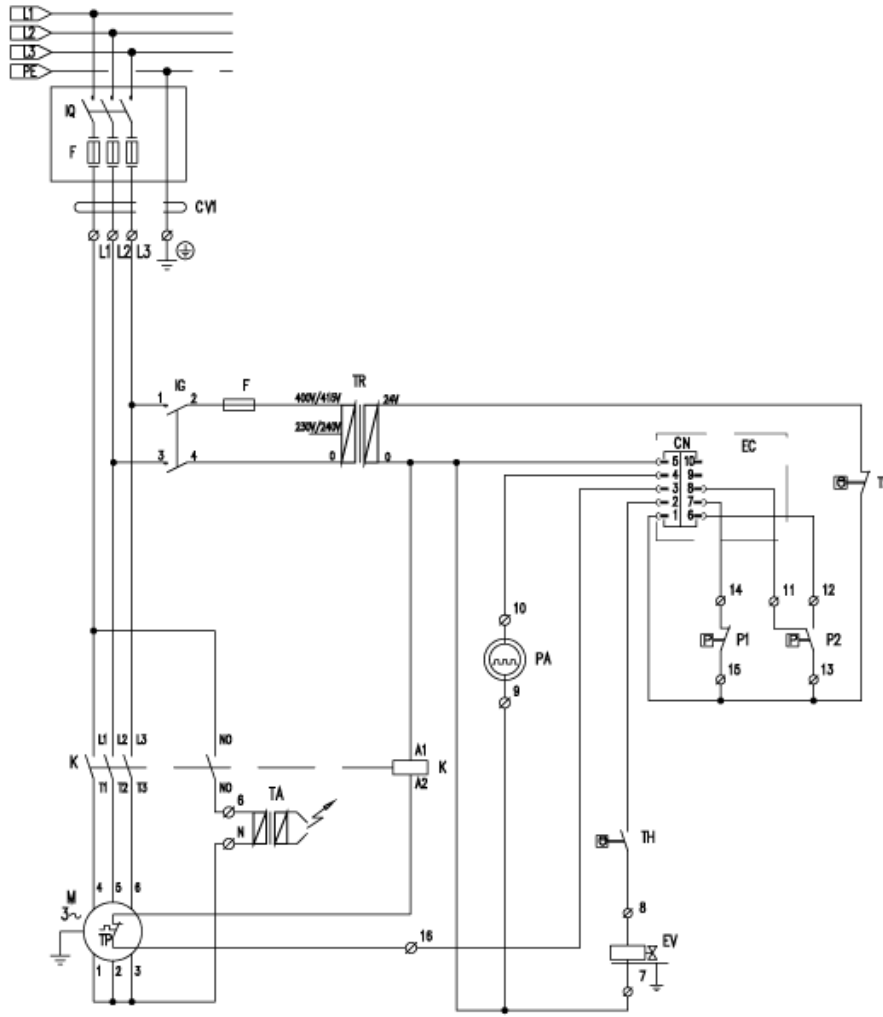 L1
L2
L3
PE
IQ
F
CV1
L1 L2 L3
1 IG 2 F 400V/415V TR 24V
230V/240V
3 4 0 0
CN EC
5 10
4 9
3 8
2 7
1 6
T
14 11 12
10
P P1 P P2
PA
15 13
9
L1 L2 L3 NO
K A1
K
T1 T2 T3 NO A2
6 TA
N
TH
4 5 6
M
3~
TP
16
8
EV
1 2 3
7